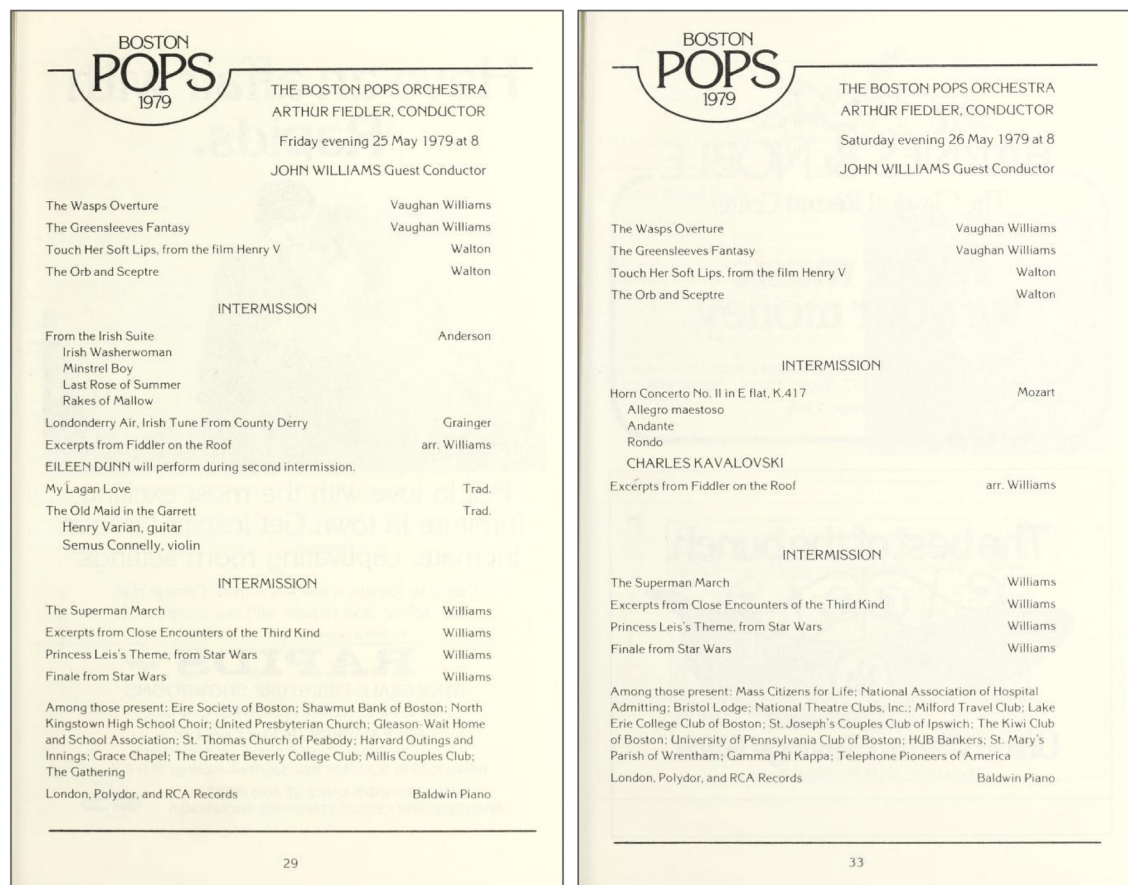 BOSTON
POPS
1979
THE BOSTON POPS ORCHESTRA
ARTHUR FIEDLER, CONDUCTOR
Friday evening 25 May 1979 at 8
JOHN WILLIAMS Guest Conductor
The Wasps Overture Vaughan Williams
The Greensleeves Fantasy Vaughan Williams
Touch Her Soft Lips, from the film Henry V Walton
The Orb and Sceptre Walton
INTERMISSION
From the Irish Suite Anderson
Irish Washerwoman
Minstrel Boy
Last Rose of Summer
Rakes of Mallow
Londonderry Air, Irish Tune From County Derry Grainger
Excerpts from Fiddler on the Roof arr. Williams
EILEEN DUNN will perform during second intermission.
My Lagan Love Trad.
The Old Maid in the Garrett Trad.
Henry Varian, guitar
Semus Connelly, violin
INTERMISSION
The Superman March Williams
Excerpts from Close Encounters of the Third Kind Williams
Princess Leis's Theme, from Star Wars Williams
Finale from Star Wars Williams
Among those present: Eire Society of Boston; Shawmut Bank of Boston; North
Kingstown High School Choir; United Presbyterian Church; Gleason-Wait Home
and School Association; St. Thomas Church of Peabody; Harvard Outings and
Innings; Grace Chapel; The Greater Beverly College Club; Millis Couples Club;
The Gathering
London, Polydor, and RCA Records Baldwin Piano
29
BOSTON
POPS
1979
THE BOSTON POPS ORCHESTRA
ARTHUR FIEDLER, CONDUCTOR
Saturday evening 26 May 1979 at 8
JOHN WILLIAMS Guest Conductor
The Wasps Overture Vaughan Williams
The Greensleeves Fantasy Vaughan Williams
Touch Her Soft Lips, from the film Henry V Walton
The Orb and Sceptre Walton
INTERMISSION
Horn Concerto No. II in E flat, K.417 Mozart
Allegro maestoso
Andante
Rondo
CHARLES KAVALOVSKI
Excerpts from Fiddler on the Roof arr. Williams
INTERMISSION
The Superman March Williams
Excerpts from Close Encounters of the Third Kind Williams
Princess Leis's Theme, from Star Wars Williams
Finale from Star Wars Williams
Among those present: Mass Citizens for Life; National Association of Hospital
Admitting; Bristol Lodge; National Theatre Clubs, Inc.; Milford Travel Club; Lake
Erie College Club of Boston; St. Joseph's Couples Club of Ipswich; The Kiwi Club
of Boston; University of Pennsylvania Club of Boston; HUB Bankers; St. Mary's
Parish of Wrentham; Gamma Phi Kappa; Telephone Pioneers of America
London, Polydor, and RCA Records Baldwin Piano
33